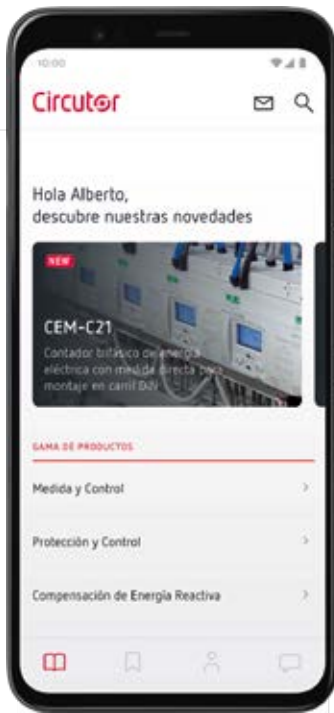 10:00
Circutor
Hola Alberto,
descubre nuestras novedades
NEW
CEM-C21
Contador bifásico de energía
eléctrica con medida directa para
montaje en carril DIN
GAMA DE PRODUCTOS
Medida y Control
Protección y Control
Compensación de Energía Reactiva